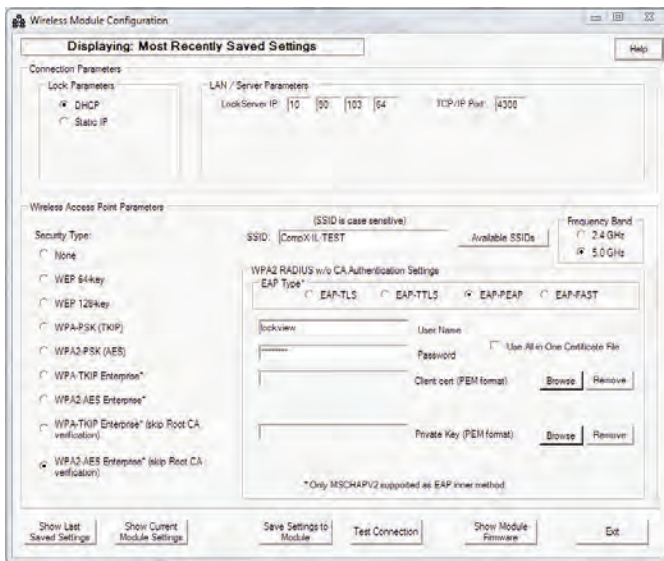 Wireless Module Configuration
Displaying: Most Recently Saved Settings
Help
Connection Parameters
Lock Parameters
DHCP
Static IP
LAN / Server Parameters
LockServer IP: 10 90 103 64
TCP/IP Port: 4308
Wireless Access Point Parameters
Security Type:
None
WEP 64-key
WEP 128-key
WPA-PSK (TKIP)
WPA2-PSK (AES)
WPA-TKIP Enterprise*
WPA2-AES Enterprise*
WPA-TKIP Enterprise* (skip Root CA
verification)
WPA2-AES Enterprise* (skip Root CA
verification)
(SSID is case sensitive)
SSID: CompX-IL-TEST
Available SSIDs
Frequency Band
2.4 GHz
5.0 GHz
WPA2 RADIUS w/o CA Authentication Settings
EAP Type*
EAP-TLS EAP-TTLS EAP-PEAP EAP-FAST
lockview User Name
******** Password
Use All in One Certificate File
Client cert (PEM format) Browse Remove
Private Key (PEM format) Browse Remove
*Only MSCHAPV2 supported as EAP inner method
Show Last
Saved Settings
Show Current
Module Settings
Save Settings to
Module
Test Connection
Show Module
Firmware
Exit